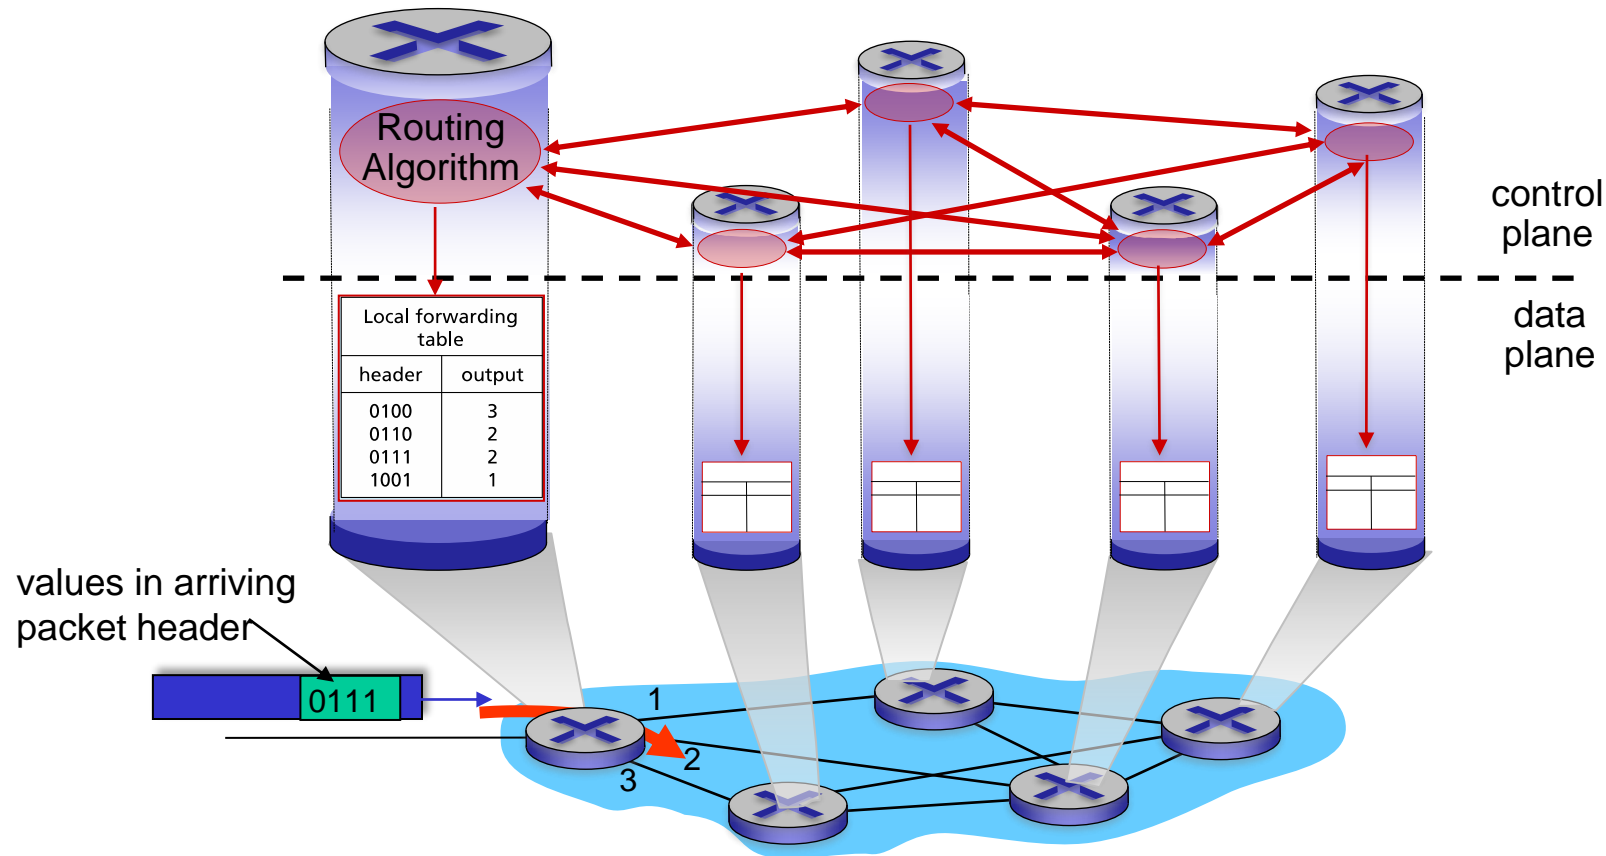 Routing
Algorithm
control
plane
data
plane
Local forwarding
table
header output
0100 3
0110 2
0111 2
1001 1
values in arriving
packet header
0111
1
2
3